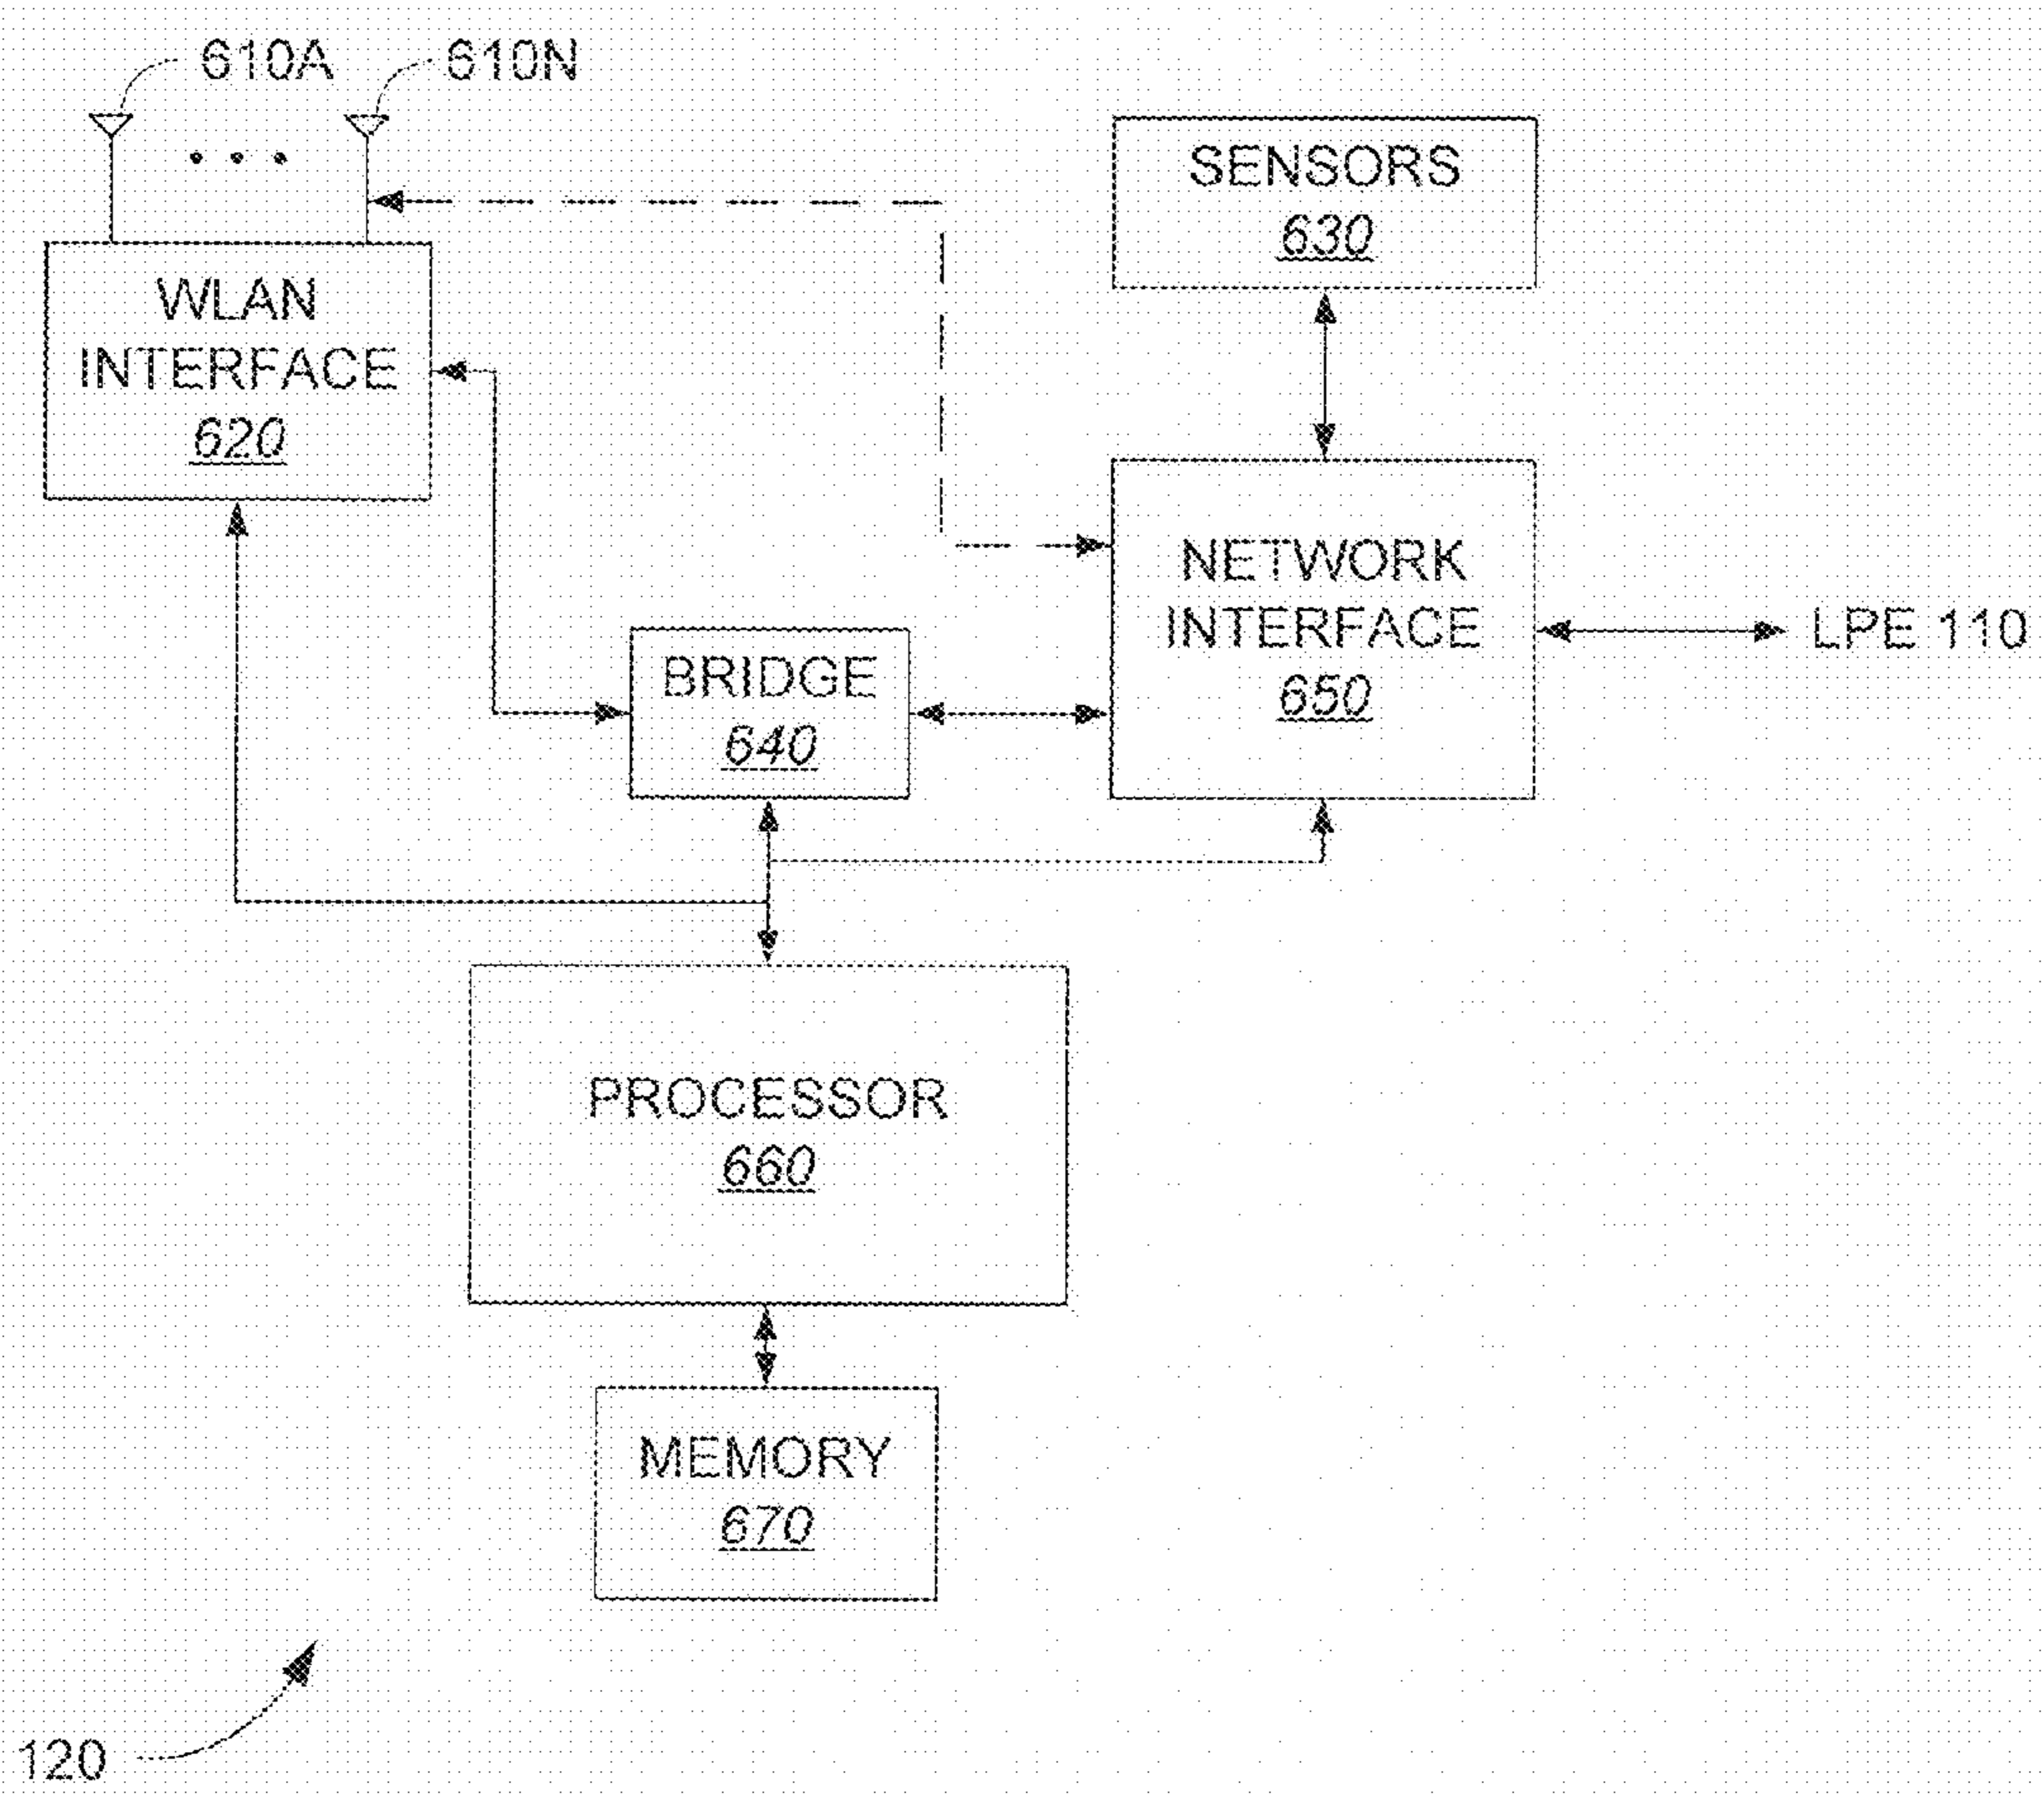 610A
610N
SENSORS
630
WLAN
INTERFACE
620
NETWORK
INTERFACE
650
LPE 110
BRIDGE
640
PROCESSOR
660
MEMORY
670
120